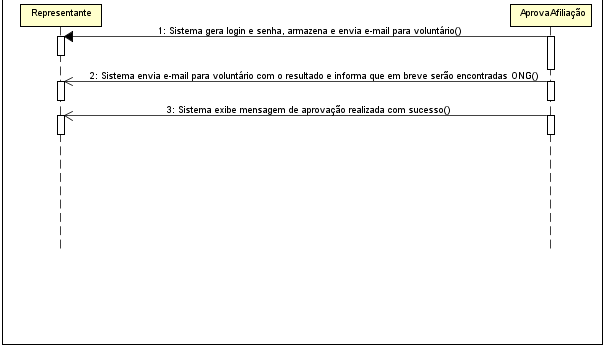 Representante
AprovaAfiliação
1: Sistema gera login e senha, armazena e envia e-mail para voluntário()
2: Sistema envia e-mail para voluntário com o resultado e informa que em breve serão encontradas ONG()
3: Sistema exibe mensagem de aprovação realizada com sucesso()